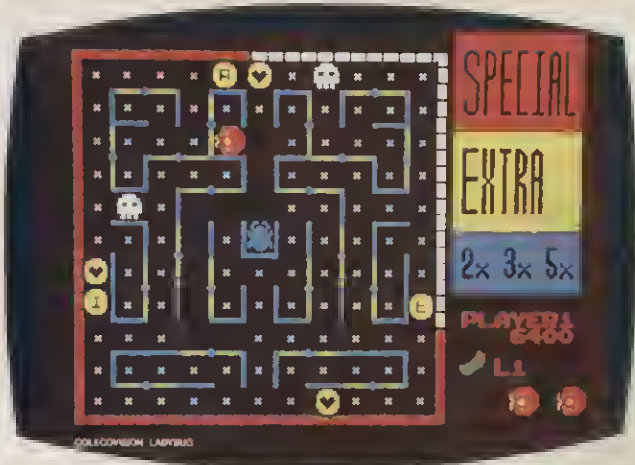 A
SPECIAL
EXTRA
2x 3x 5x
I
E
PLAYER1
6400
L1
COLECOVISION LADYBUG